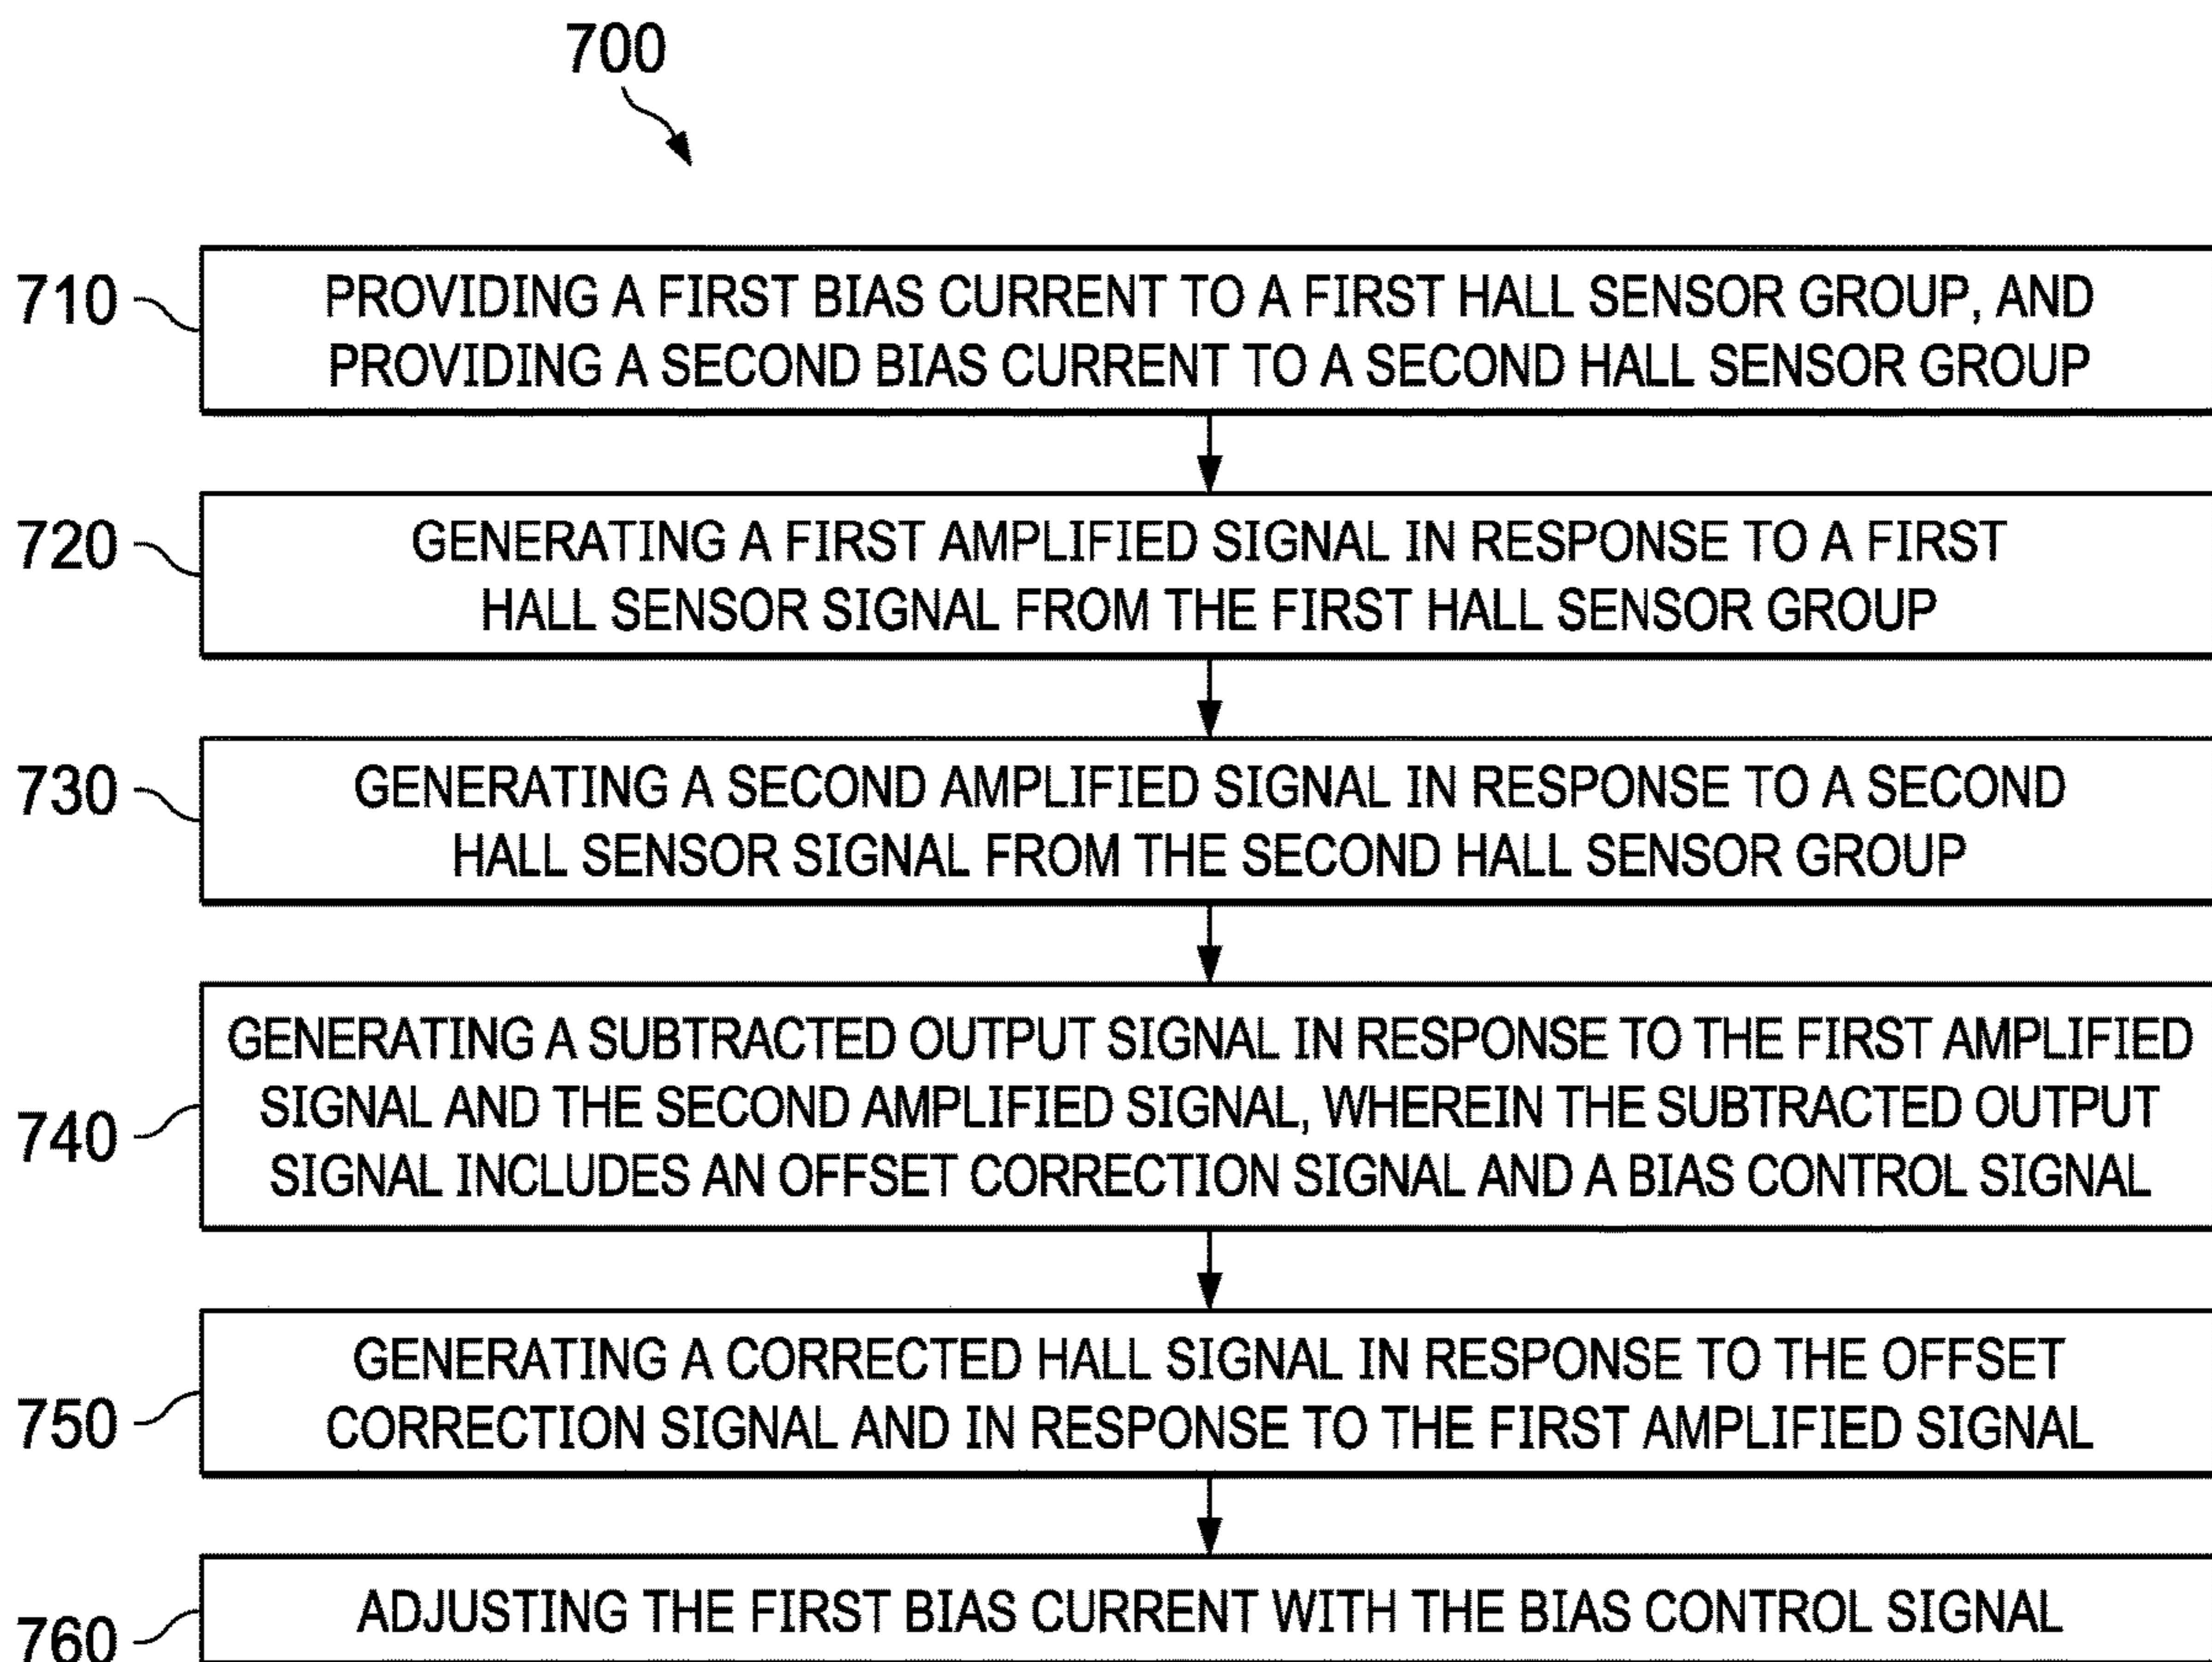 700
710
PROVIDING A FIRST BIAS CURRENT TO A FIRST HALL SENSOR GROUP, AND
PROVIDING A SECOND BIAS CURRENT TO A SECOND HALL SENSOR GROUP
720
GENERATING A FIRST AMPLIFIED SIGNAL IN RESPONSE TO A FIRST
HALL SENSOR SIGNAL FROM THE FIRST HALL SENSOR GROUP
730
GENERATING A SECOND AMPLIFIED SIGNAL IN RESPONSE TO A SECOND
HALL SENSOR SIGNAL FROM THE SECOND HALL SENSOR GROUP
740
GENERATING A SUBTRACTED OUTPUT SIGNAL IN RESPONSE TO THE FIRST AMPLIFIED
SIGNAL AND THE SECOND AMPLIFIED SIGNAL, WHEREIN THE SUBTRACTED OUTPUT
SIGNAL INCLUDES AN OFFSET CORRECTION SIGNAL AND A BIAS CONTROL SIGNAL
750
GENERATING A CORRECTED HALL SIGNAL IN RESPONSE TO THE OFFSET
CORRECTION SIGNAL AND IN RESPONSE TO THE FIRST AMPLIFIED SIGNAL
760
ADJUSTING THE FIRST BIAS CURRENT WITH THE BIAS CONTROL SIGNAL